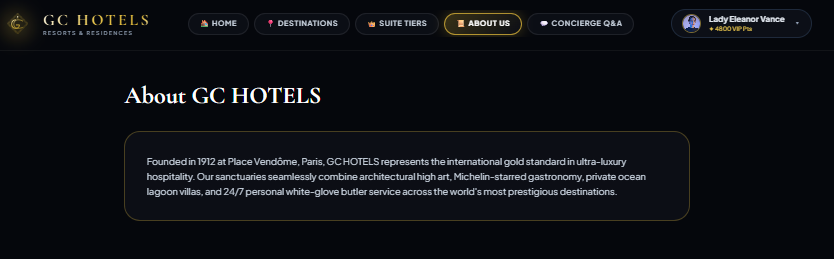 GC HOTELS
RESORTS & RESIDENCES
HOME
DESTINATIONS
SUITE TIERS
ABOUT US
CONCIERGE Q&A
Lady Eleanor Vance
✦ 4800 VIP Pts
About GC HOTELS
Founded in 1912 at Place Vendôme, Paris, GC HOTELS represents the international gold standard in ultra-luxury
hospitality. Our sanctuaries seamlessly combine architectural high art, Michelin-starred gastronomy, private ocean
lagoon villas, and 24/7 personal white-glove butler service across the world's most prestigious destinations.